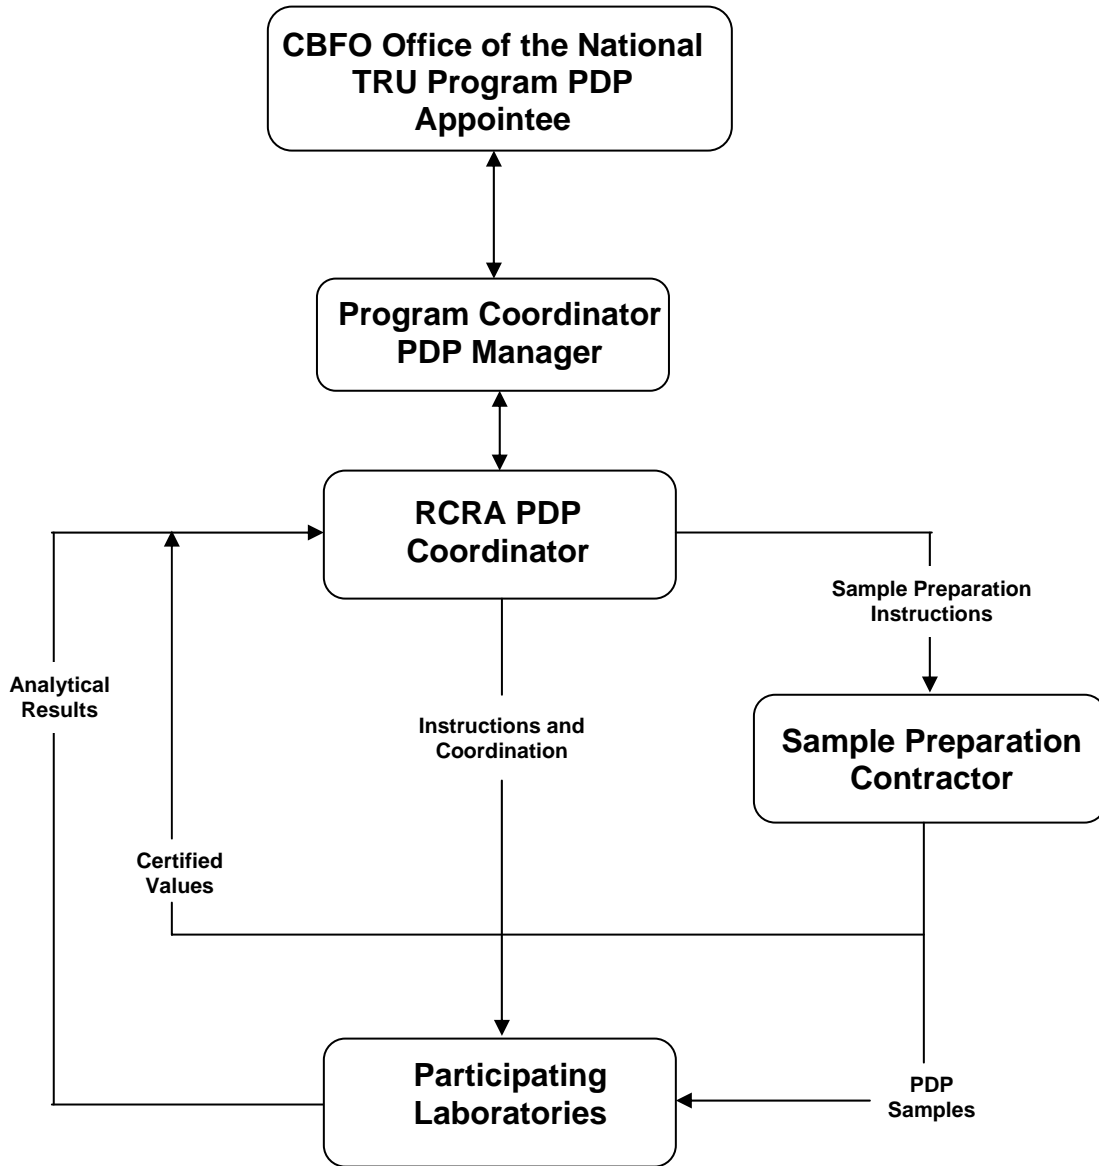 CBFO Office of the National
TRU Program PDP
Appointee
Program Coordinator
PDP Manager
RCRA PDP
Coordinator
Sample Preparation
Instructions
Analytical
Results
Instructions and
Coordination
Sample Preparation
Contractor
Certified
Values
Participating
Laboratories
PDP
Samples